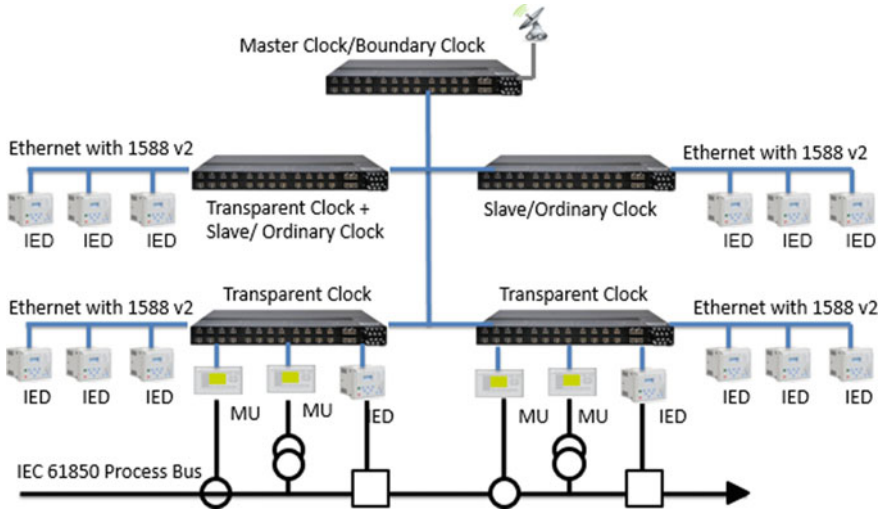 Master Clock/Boundary Clock
Ethernet with 1588 v2
Ethernet with 1588 v2
IED IED IED
Transparent Clock +
Slave/ Ordinary Clock
Slave/Ordinary Clock
IED IED IED
Ethernet with 1588 v2
Transparent Clock
Transparent Clock
Ethernet with 1588 v2
IED IED IED
MU MU IED
MU MU IED
IED IED IED
IEC 61850 Process Bus